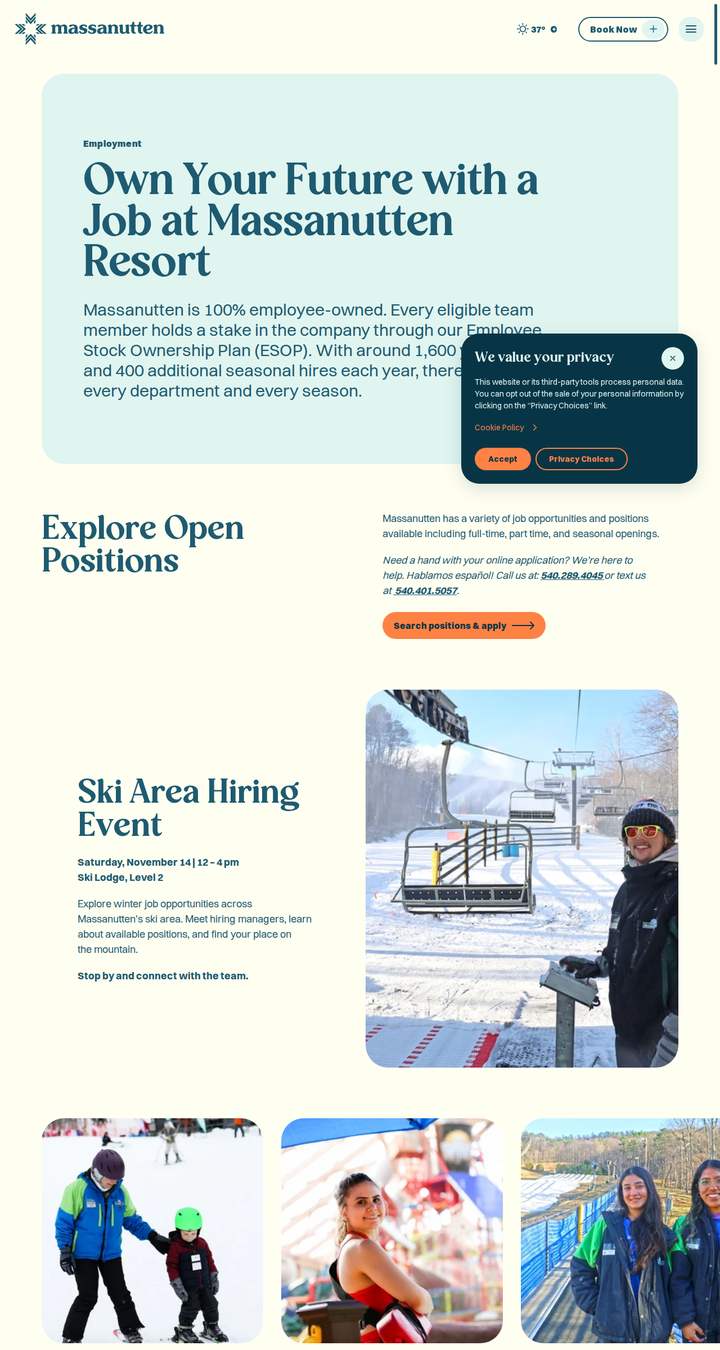 massanutten
37°
Book Now
Employment
Own Your Future with a
Job at Massanutten
Resort
Massanutten is 100% employee-owned. Every eligible team
member holds a stake in the company through our Employee
Stock Ownership Plan (ESOP). With around 1,600
and 400 additional seasonal hires each year, there
every department and every season.
We value your privacy
This website or its third-party tools process personal data.
You can opt out of the sale of your personal information by
clicking on the "Privacy Choices" link.
Cookie Policy
Accept
Privacy Choices
Explore Open
Positions
Massanutten has a variety of job opportunities and positions
available including full-time, part time, and seasonal openings.
Need a hand with your online application? We're here to
help. Hablamos español! Call us at: 540.289.4045 or text us
at 540.401.5057.
Search positions & apply
Ski Area Hiring
Event
Saturday, November 14 | 12 – 4 pm
Ski Lodge, Level 2
Explore winter job opportunities across
Massanutten's ski area. Meet hiring managers, learn
about available positions, and find your place on
the mountain.
Stop by and connect with the team.